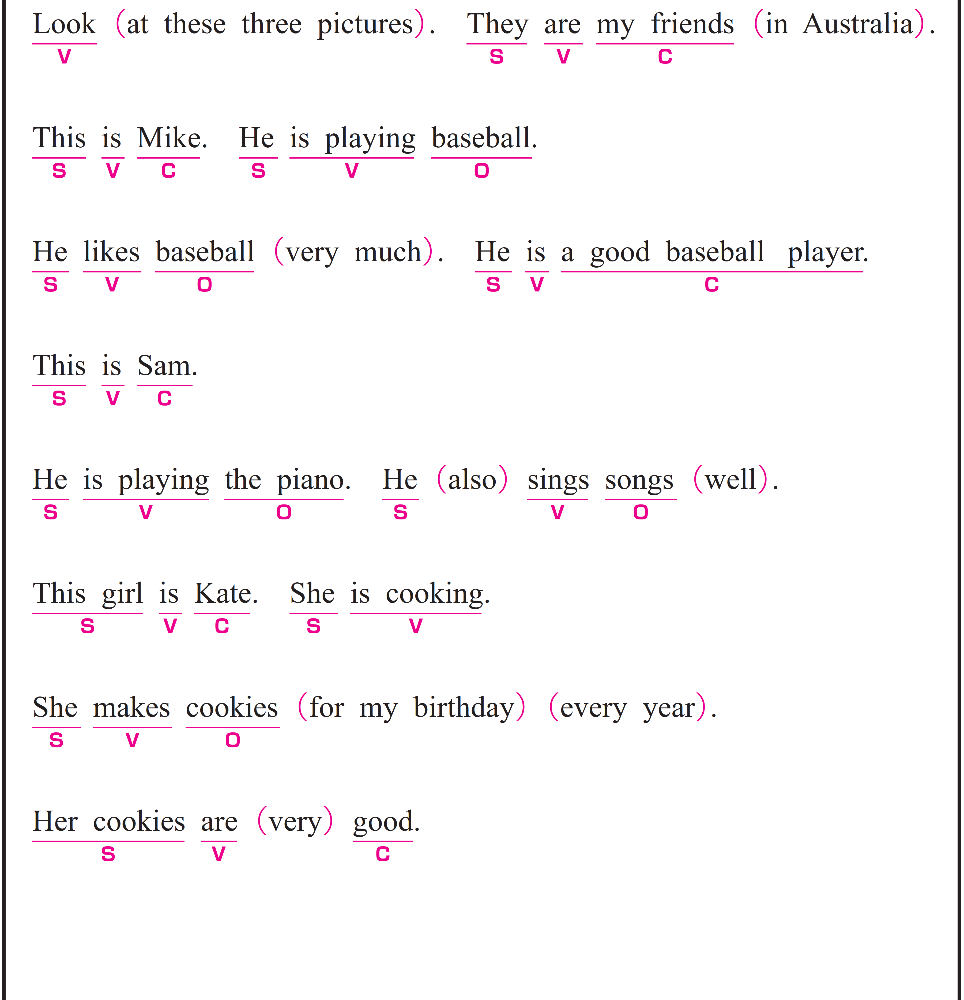 Look (at these three pictures). They are my friends (in Australia).
V S V C
This is Mike. He is playing baseball.
S V C S V O
He likes baseball (very much). He is a good baseball player.
S V O S V C
This is Sam.
S V C
He is playing the piano. He (also) sings songs (well).
S V O S V O
This girl is Kate. She is cooking.
S V C S V
She makes cookies (for my birthday) (every year).
S V O
Her cookies are (very) good.
S V C